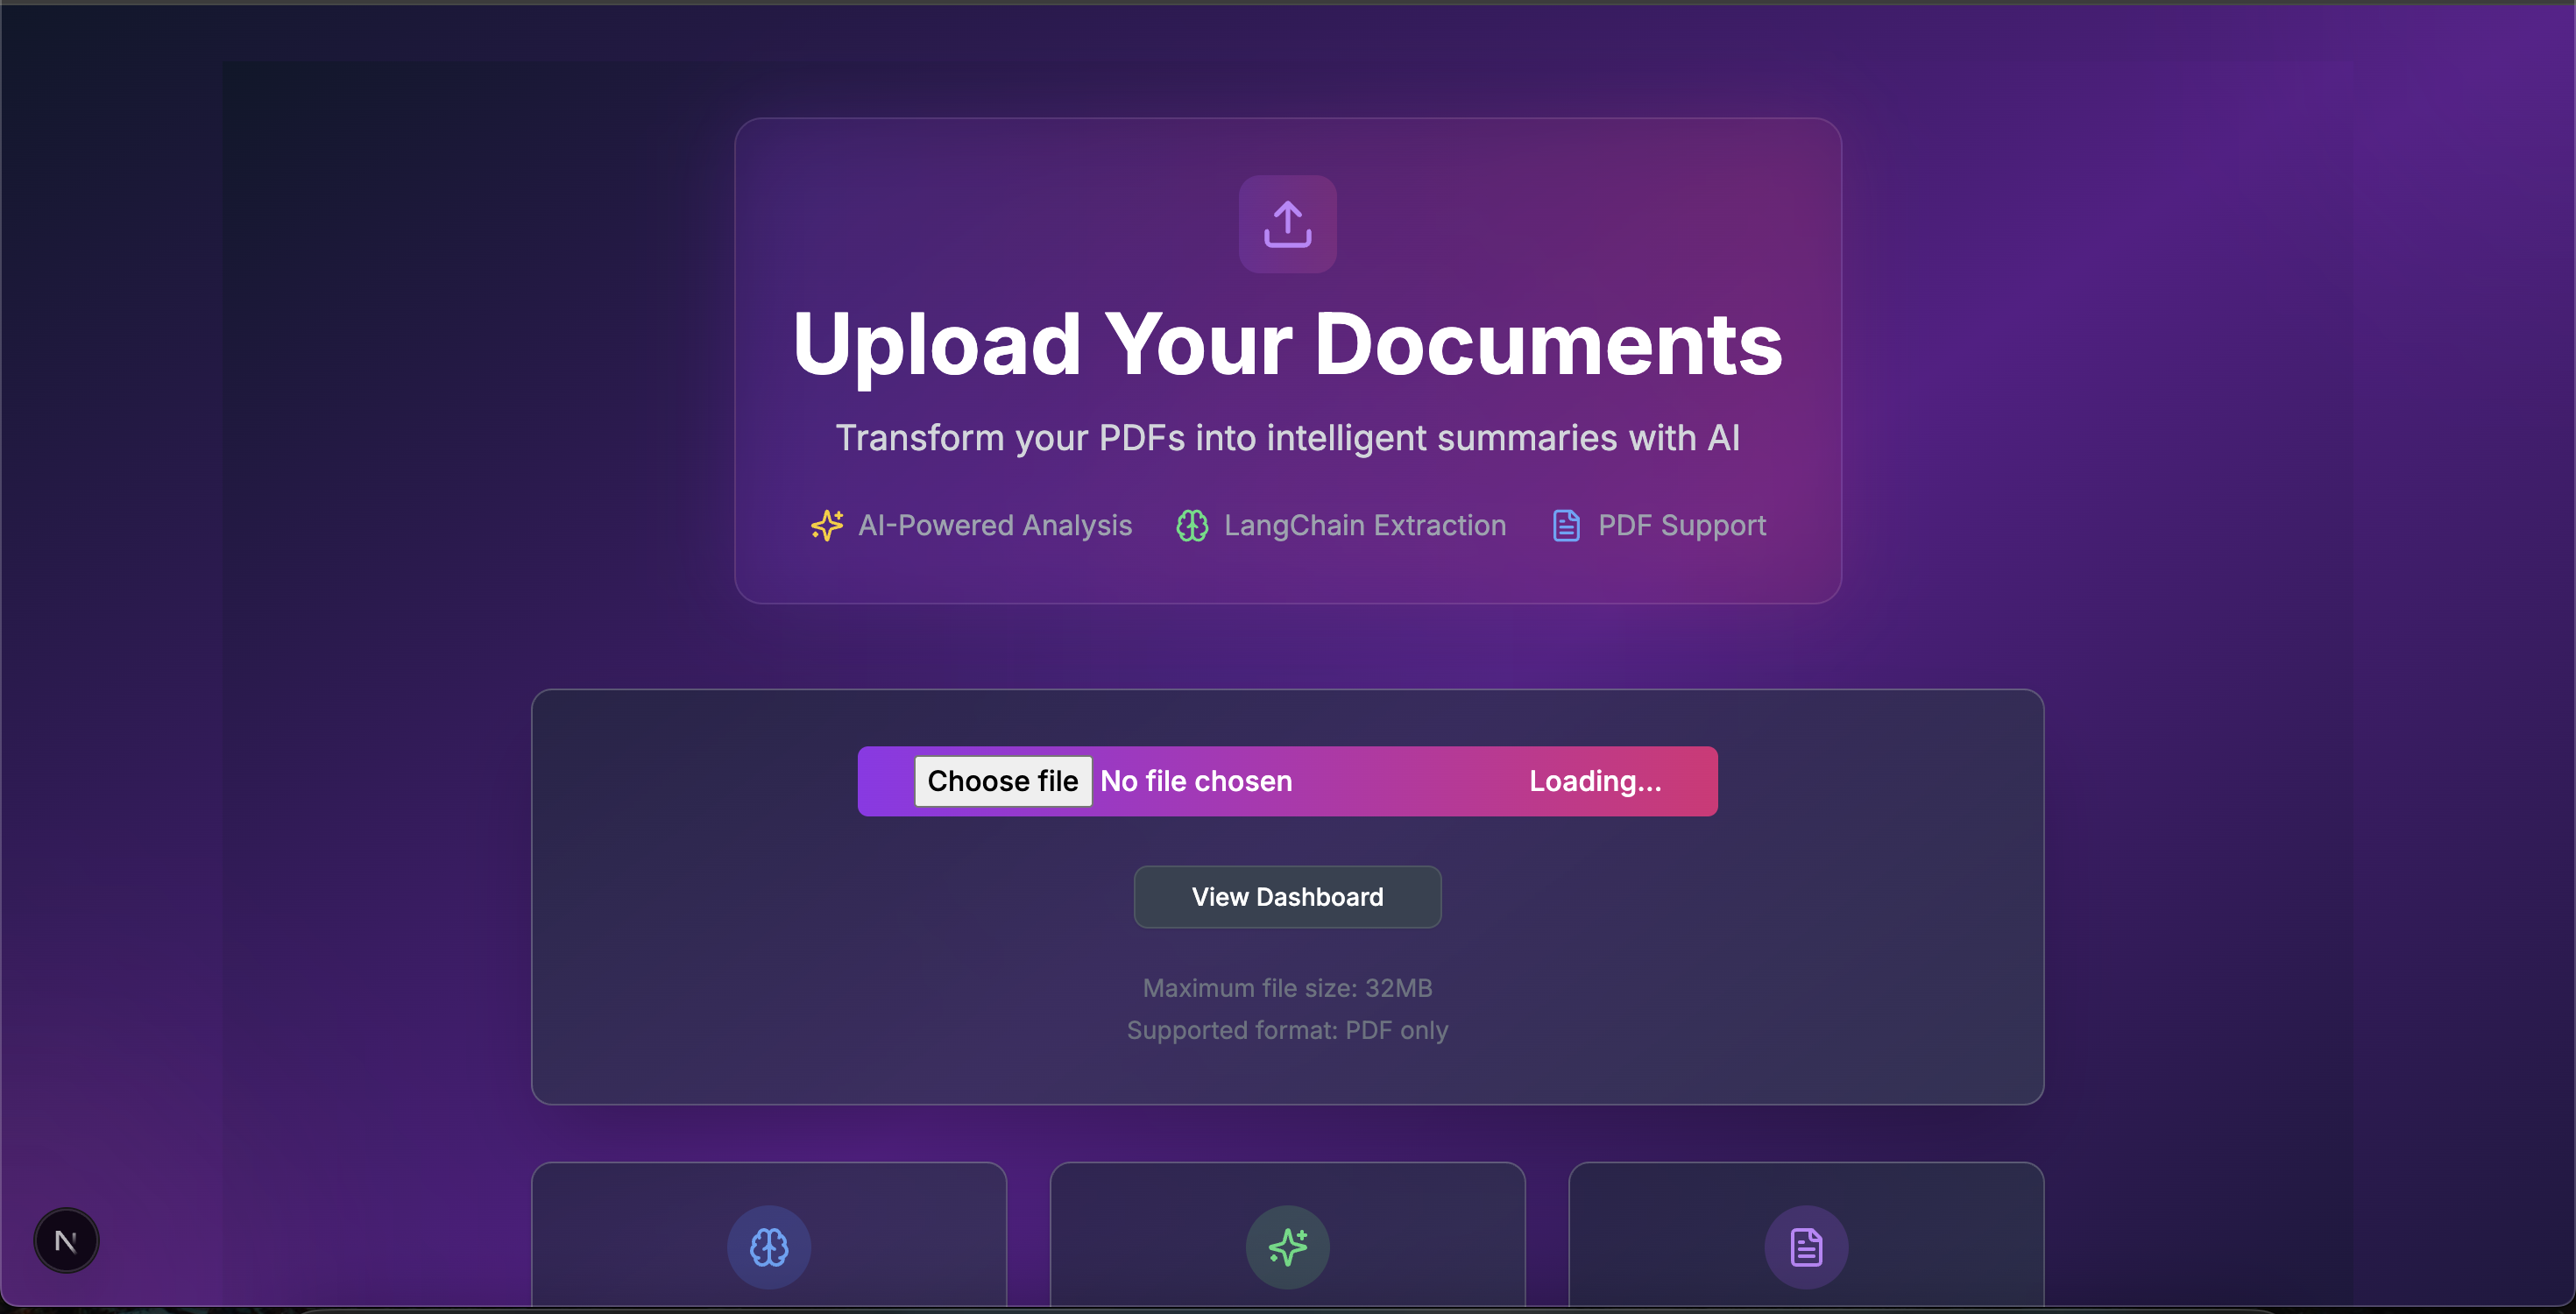 Upload Your Documents
Transform your PDFs into intelligent summaries with AI
AI-Powered Analysis LangChain Extraction PDF Support
Choose file No file chosen Loading...
View Dashboard
Maximum file size: 32MB
Supported format: PDF only
N